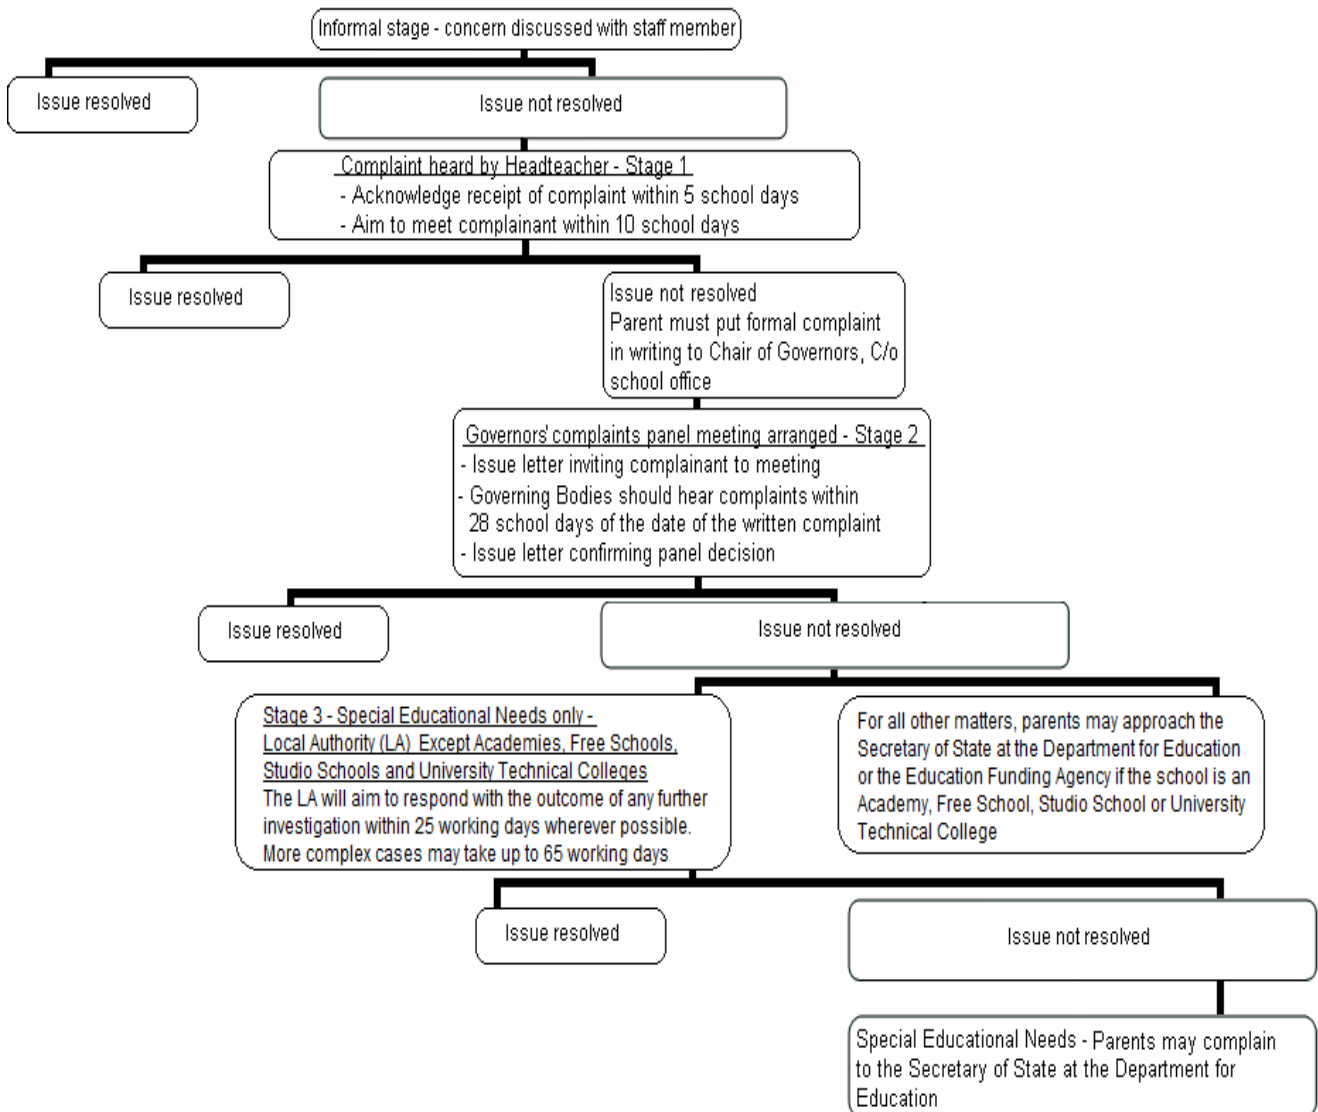 Informal stage - concern discussed with staff member
Issue resolved
Issue not resolved
Complaint heard by Headteacher - Stage 1
- Acknowledge receipt of complaint within 5 school days
- Aim to meet complainant within 10 school days
Issue resolved
Issue not resolved
Parent must put formal complaint
in writing to Chair of Governors, C/o
school office
Governors' complaints panel meeting arranged - Stage 2
- Issue letter inviting complainant to meeting
- Governing Bodies should hear complaints within
28 school days of the date of the written complaint
- Issue letter confirming panel decision
Issue resolved
Issue not resolved
Stage 3 - Special Educational Needs only -
Local Authority (LA) Except Academies, Free Schools,
Studio Schools and University Technical Colleges
The LA will aim to respond with the outcome of any further
investigation within 25 working days wherever possible.
More complex cases may take up to 65 working days
For all other matters, parents may approach the
Secretary of State at the Department for Education
or the Education Funding Agency if the school is an
Academy, Free School, Studio School or University
Technical College
Issue resolved
Issue not resolved
Special Educational Needs - Parents may complain
to the Secretary of State at the Department for
Education